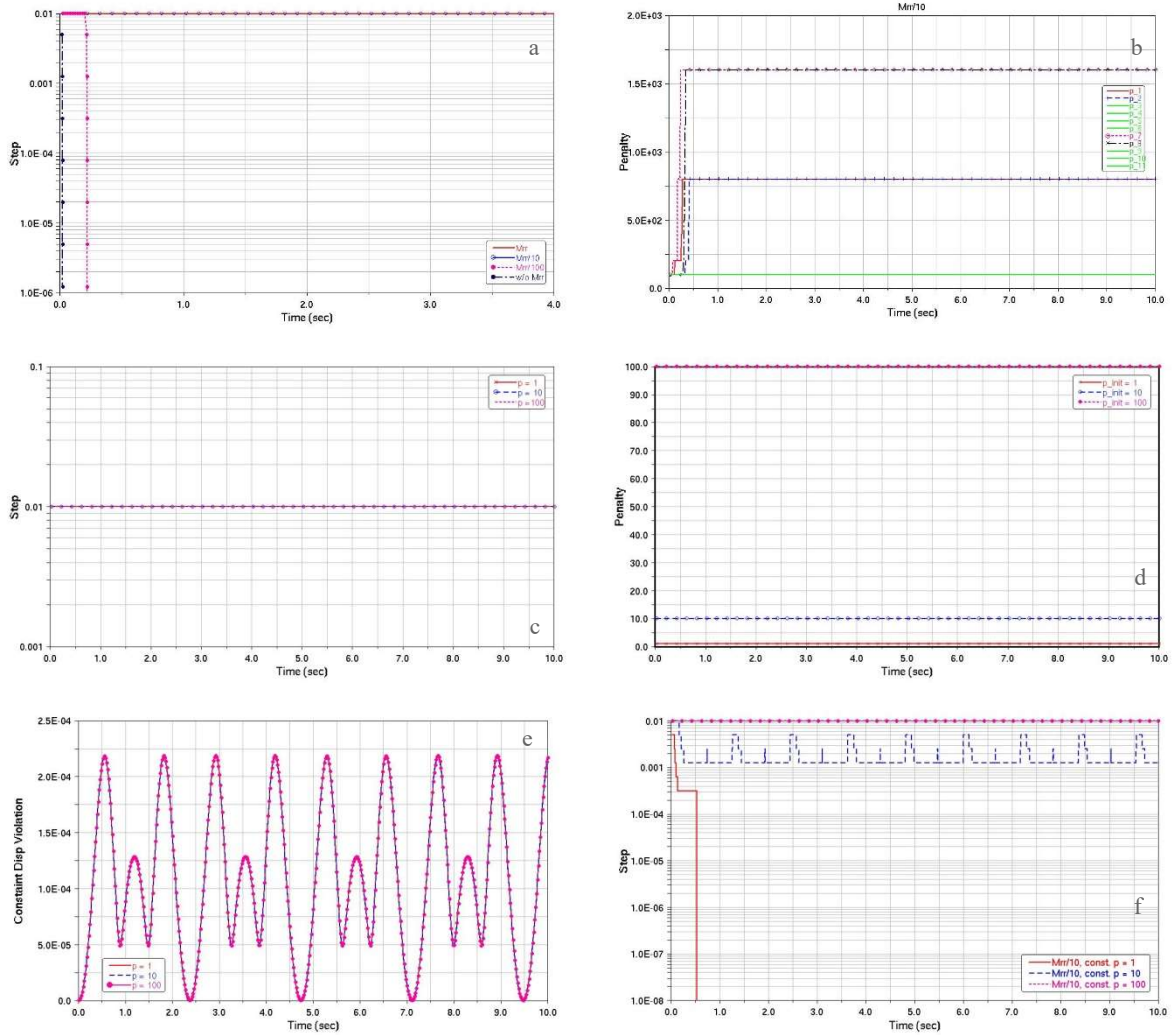 a
0.01
0.001
1.0E-04
1.0E-05
1.0E-06
Step
0.0 1.0 2.0 3.0 4.0
Time (sec)
Mrr
Mrr/10
Mrr/100
w/o Mrr
Mrr/10
b
2.0E+03
1.5E+03
1.0E+03
5.0E+02
0.0
Penalty
0.0 1.0 2.0 3.0 4.0 5.0 6.0 7.0 8.0 9.0 10.0
Time (sec)
p_1
p_2
p_7
p_8
p_10
p_11
0.1
0.01
0.001
Step
p = 1
p = 10
p = 100
c
0.0 1.0 2.0 3.0 4.0 5.0 6.0 7.0 8.0 9.0 10.0
Time (sec)
100.0
90.0
80.0
70.0
60.0
50.0
40.0
30.0
20.0
10.0
0.0
Penalty
p_init = 1
p_init = 10
p_init = 100
d
0.0 1.0 2.0 3.0 4.0 5.0 6.0 7.0 8.0 9.0 10.0
Time (sec)
2.5E-04
2.0E-04
1.5E-04
1.0E-04
5.0E-05
0.0
Constaint Disp Violation
e
p = 1
p = 10
p = 100
0.0 1.0 2.0 3.0 4.0 5.0 6.0 7.0 8.0 9.0 10.0
Time (sec)
0.01
0.001
1.0E-04
1.0E-05
1.0E-06
1.0E-07
1.0E-08
Step
f
Mrr/10, const. p = 1
Mrr/10, const. p = 10
Mrr/10, const. p = 100
0.0 1.0 2.0 3.0 4.0 5.0 6.0 7.0 8.0 9.0 10.0
Time (sec)